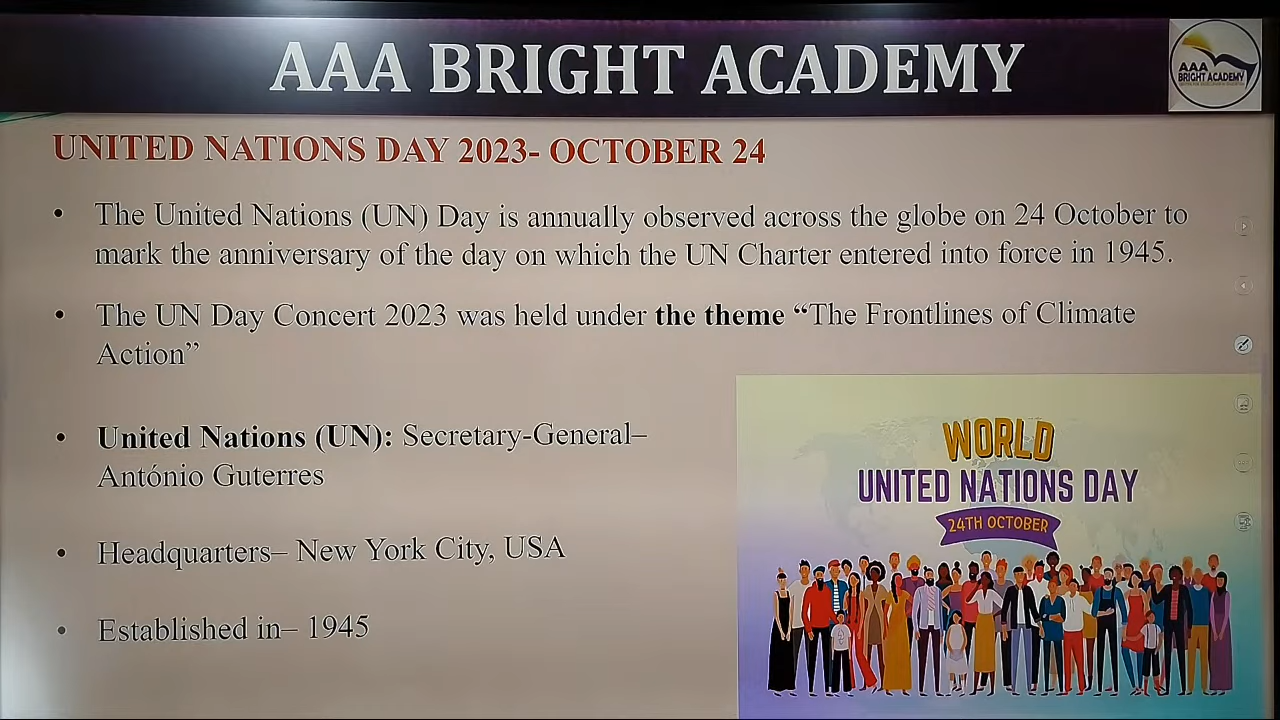 AAA BRIGHT ACADEMY
AAA
BRIGHT ACADEMY
UNITED NATIONS DAY 2023- OCTOBER 24
• The United Nations (UN) Day is annually observed across the globe on 24 October to
mark the anniversary of the day on which the UN Charter entered into force in 1945.
• The UN Day Concert 2023 was held under the theme “The Frontlines of Climate
Action”
• United Nations (UN): Secretary-General–
António Guterres
• Headquarters– New York City, USA
• Established in– 1945
WORLD
UNITED NATIONS DAY
24TH OCTOBER